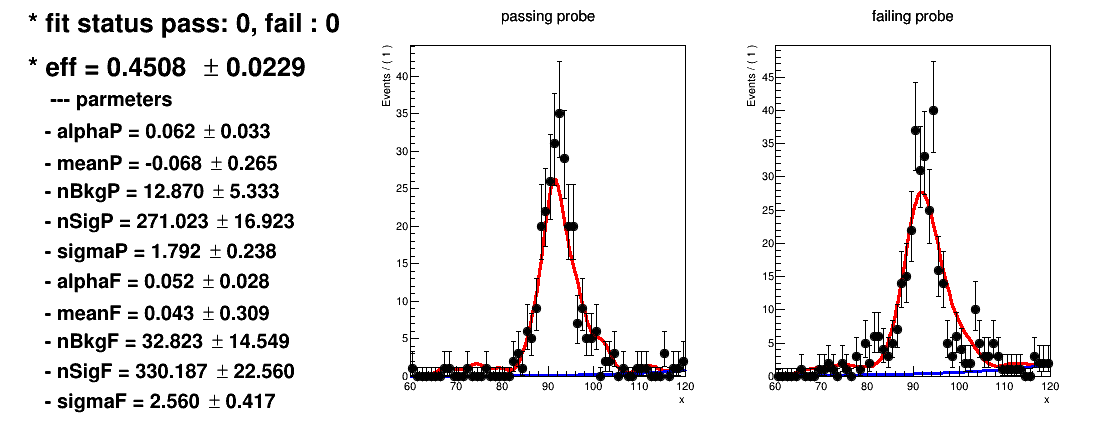 * fit status pass: 0, fail : 0
* eff = 0.4508 ± 0.0229
--- parmeters
- alphaP = 0.062 ± 0.033
- meanP = -0.068 ± 0.265
- nBkgP = 12.870 ± 5.333
- nSigP = 271.023 ± 16.923
- sigmaP = 1.792 ± 0.238
- alphaF = 0.052 ± 0.028
- meanF = 0.043 ± 0.309
- nBkgF = 32.823 ± 14.549
- nSigF = 330.187 ± 22.560
- sigmaF = 2.560 ± 0.417
passing probe
Events / ( 1 )
40
35
30
25
20
15
10
5
0
60 70 80 90 100 110 120
x
failing probe
Events / ( 1 )
45
40
35
30
25
20
15
10
5
0
60 70 80 90 100 110 120
x